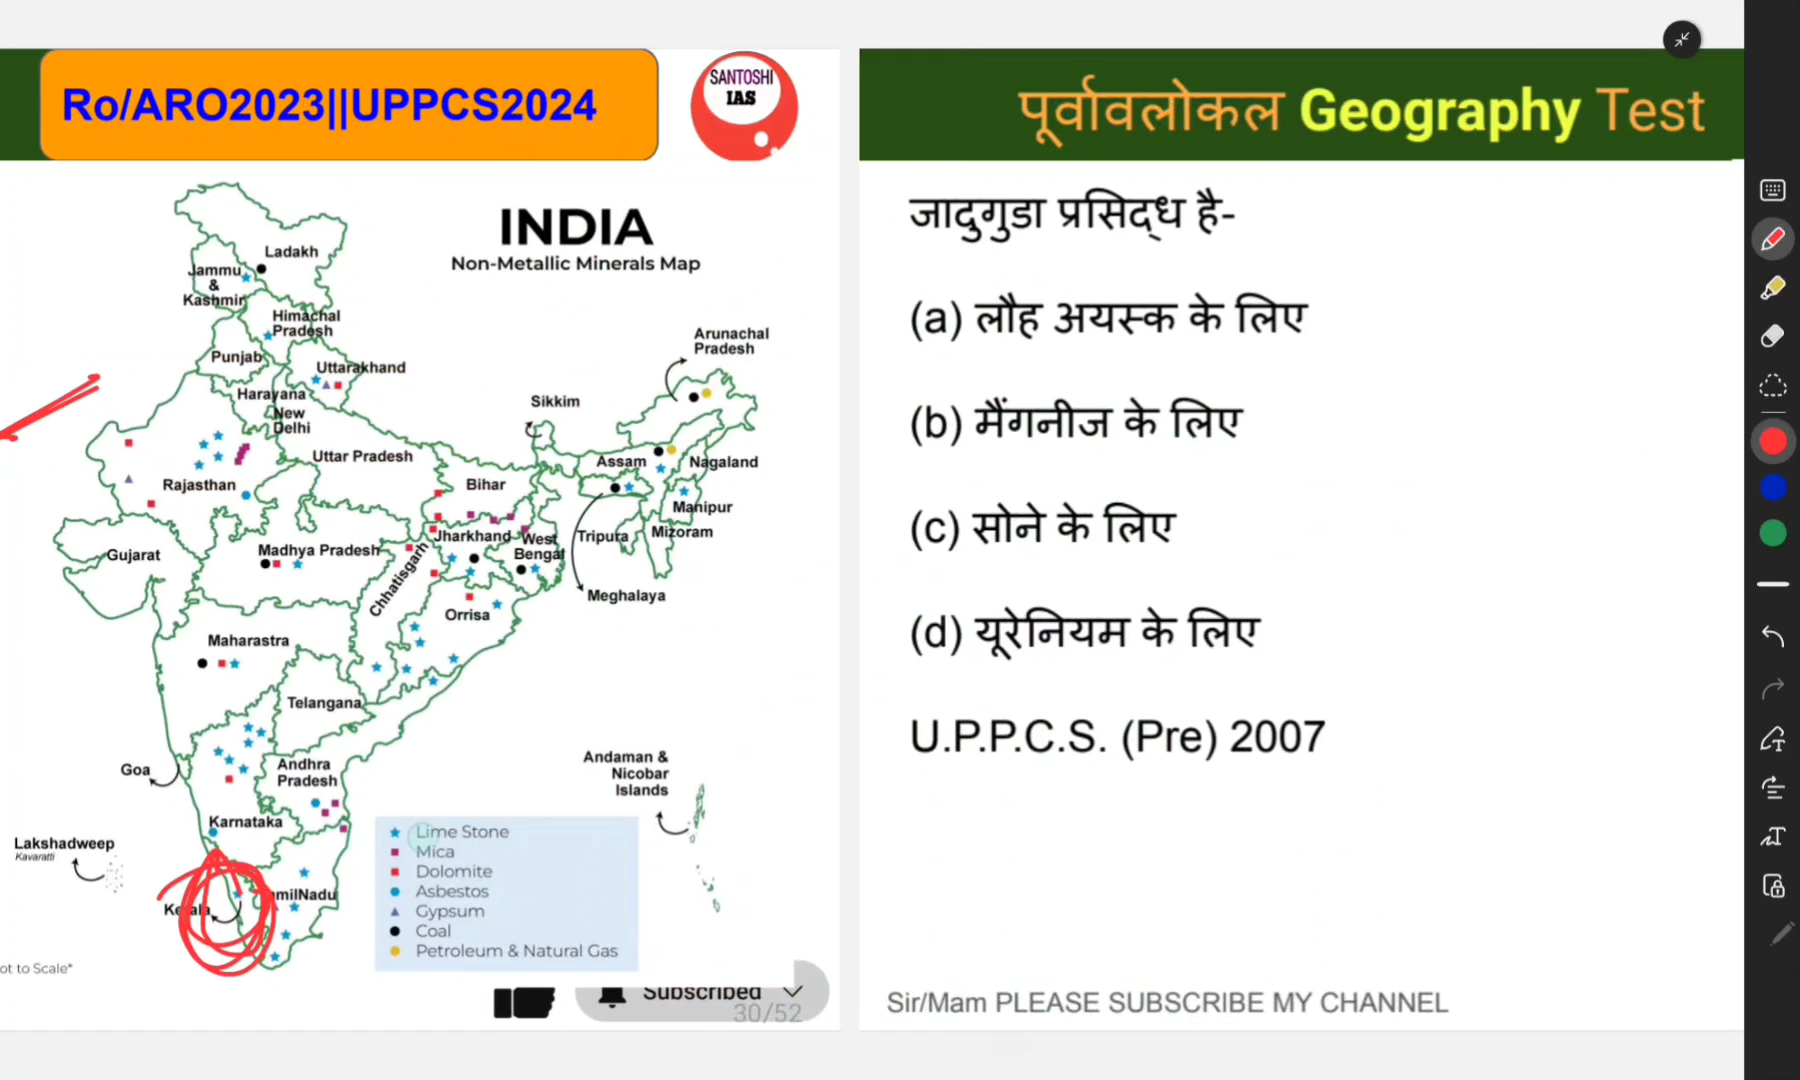 Ro/ARO2023||UPPCS2024
SANTOSHI
IAS
INDIA
Non-Metallic Minerals Map
Ladakh
Jammu
&
Kashmir
Himachal
Pradesh
Punjab
Uttarakhand
Harayana
New
Delhi
Uttar Pradesh
Rajasthan
Sikkim
Arunachal
Pradesh
Assam
Nagaland
Manipur
Mizoram
Tripura
Meghalaya
Bihar
Jharkhand
West
Bengal
Gujarat
Madhya Pradesh
Chhatisgarh
Orrisa
Maharastra
Telangana
Goa
Andhra
Pradesh
Karnataka
Lakshadweep
Kavaratti
Kerala
milNadu
Andaman &
Nicobar
Islands
Lime Stone
Mica
Dolomite
Asbestos
Gypsum
Coal
Petroleum & Natural Gas
ot to Scale*
Subscribed
30/52
पूर्वावलोकल Geography Test
जादुगुडा प्रसिद्ध है-
(a) लौह अयस्क के लिए
(b) मैंगनीज के लिए
(c) सोने के लिए
(d) यूरेनियम के लिए
U.P.P.C.S. (Pre) 2007
Sir/Mam PLEASE SUBSCRIBE MY CHANNEL